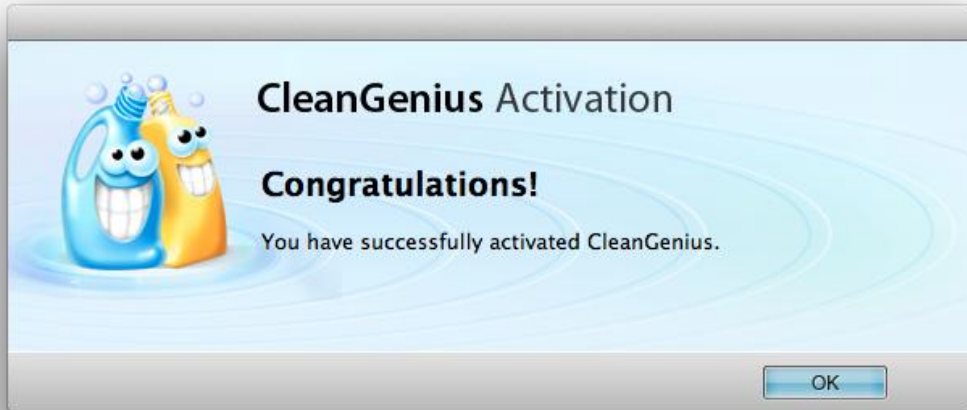 CleanGenius Activation
Congratulations!
You have successfully activated CleanGenius.
OK